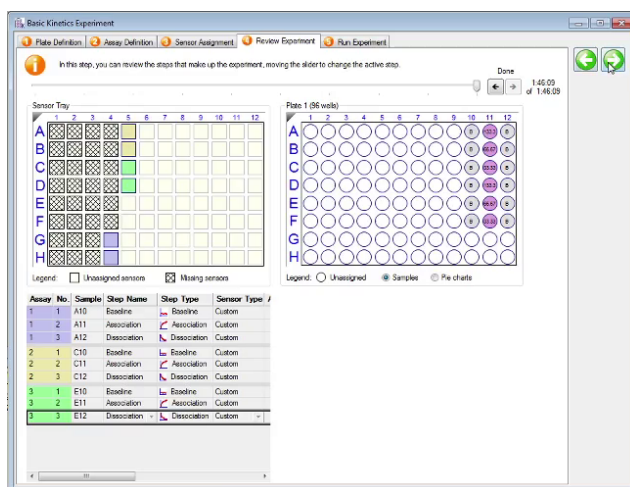 Basic Kinetics Experiment
1 Plate Definition 2 Assay Definition 3 Sensor Assignment 4 Review Experiment 5 Run Experiment
In this step, you can review the steps that make up the experiment, moving the slider to change the active step.
Done
1:46:09
of 1:46:09
Sensor Tray
1 2 3 4 5 6 7 8 9 10 11 12
A
B
C
D
E
F
G
H
Legend: Unassigned sensors Missing sensors
Plate 1 (96 wells)
1 2 3 4 5 6 7 8 9 10 11 12
A B B
B B B
C B B
D B B
E B B
F B B
G
H
Legend: Unassigned Samples Pie charts
Assay No. Sample Step Name Step Type Sensor Type A
1 1 A10 Baseline Baseline Custom
1 2 A11 Association Association Custom
1 3 A12 Dissociation Dissociation Custom
2 1 C10 Baseline Baseline Custom
2 2 C11 Association Association Custom
2 3 C12 Dissociation Dissociation Custom
3 1 E10 Baseline Baseline Custom
3 2 E11 Association Association Custom
3 3 E12 Dissociation Dissociation Custom